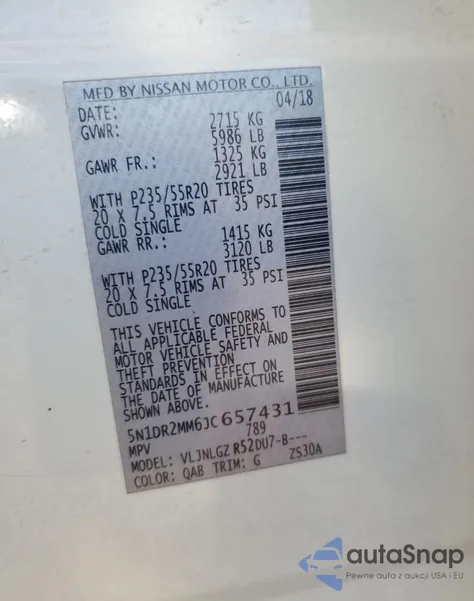 MFD BY NISSAN MOTOR CO., LTD.
DATE: 04/18
GVWR: 2715 KG
5986 LB
GAWR FR.: 1325 KG
2921 LB
WITH P235/55R20 TIRES
20 X 7.5 RIMS AT 35 PSI
COLD SINGLE
GAWR RR.: 1415 KG
3120 LB
WITH P235/55R20 TIRES
20 X 7.5 RIMS AT 35 PSI
COLD SINGLE
THIS VEHICLE CONFORMS TO
ALL APPLICABLE FEDERAL
MOTOR VEHICLE SAFETY AND
THEFT PREVENTION
STANDARDS IN EFFECT ON
THE DATE OF MANUFACTURE
SHOWN ABOVE.
5N1DR2MM6JC657431
MPV 789
MODEL: VLJNLGZ R52DU7-B---
COLOR: QAB TRIM: G ZS30A
autoSnap
Pewne auta z aukcji USA i EU